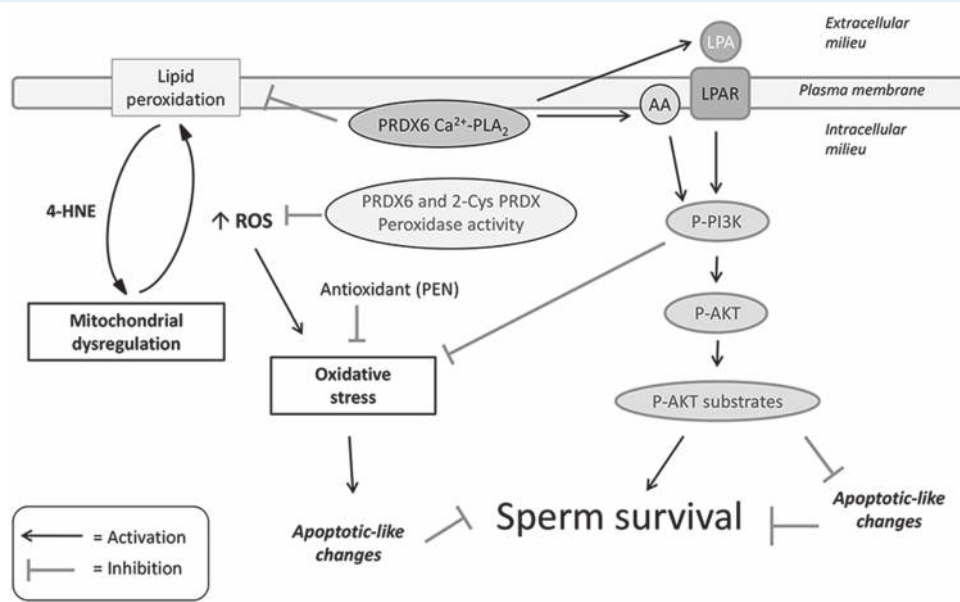 Extracellular
milieu
LPA
Lipid
peroxidation
Plasma membrane
LPAR
AA
PRDX6 Ca²⁺-PLA₂
Intracellular
milieu
4-HNE
↑ ROS
PRDX6 and 2-Cys PRDX
Peroxidase activity
P-PI3K
Antioxidant (PEN)
Mitochondrial
dysregulation
P-AKT
Oxidative
stress
P-AKT substrates
Apoptotic-like
changes
Sperm survival
Apoptotic-like
changes
= Activation
= Inhibition